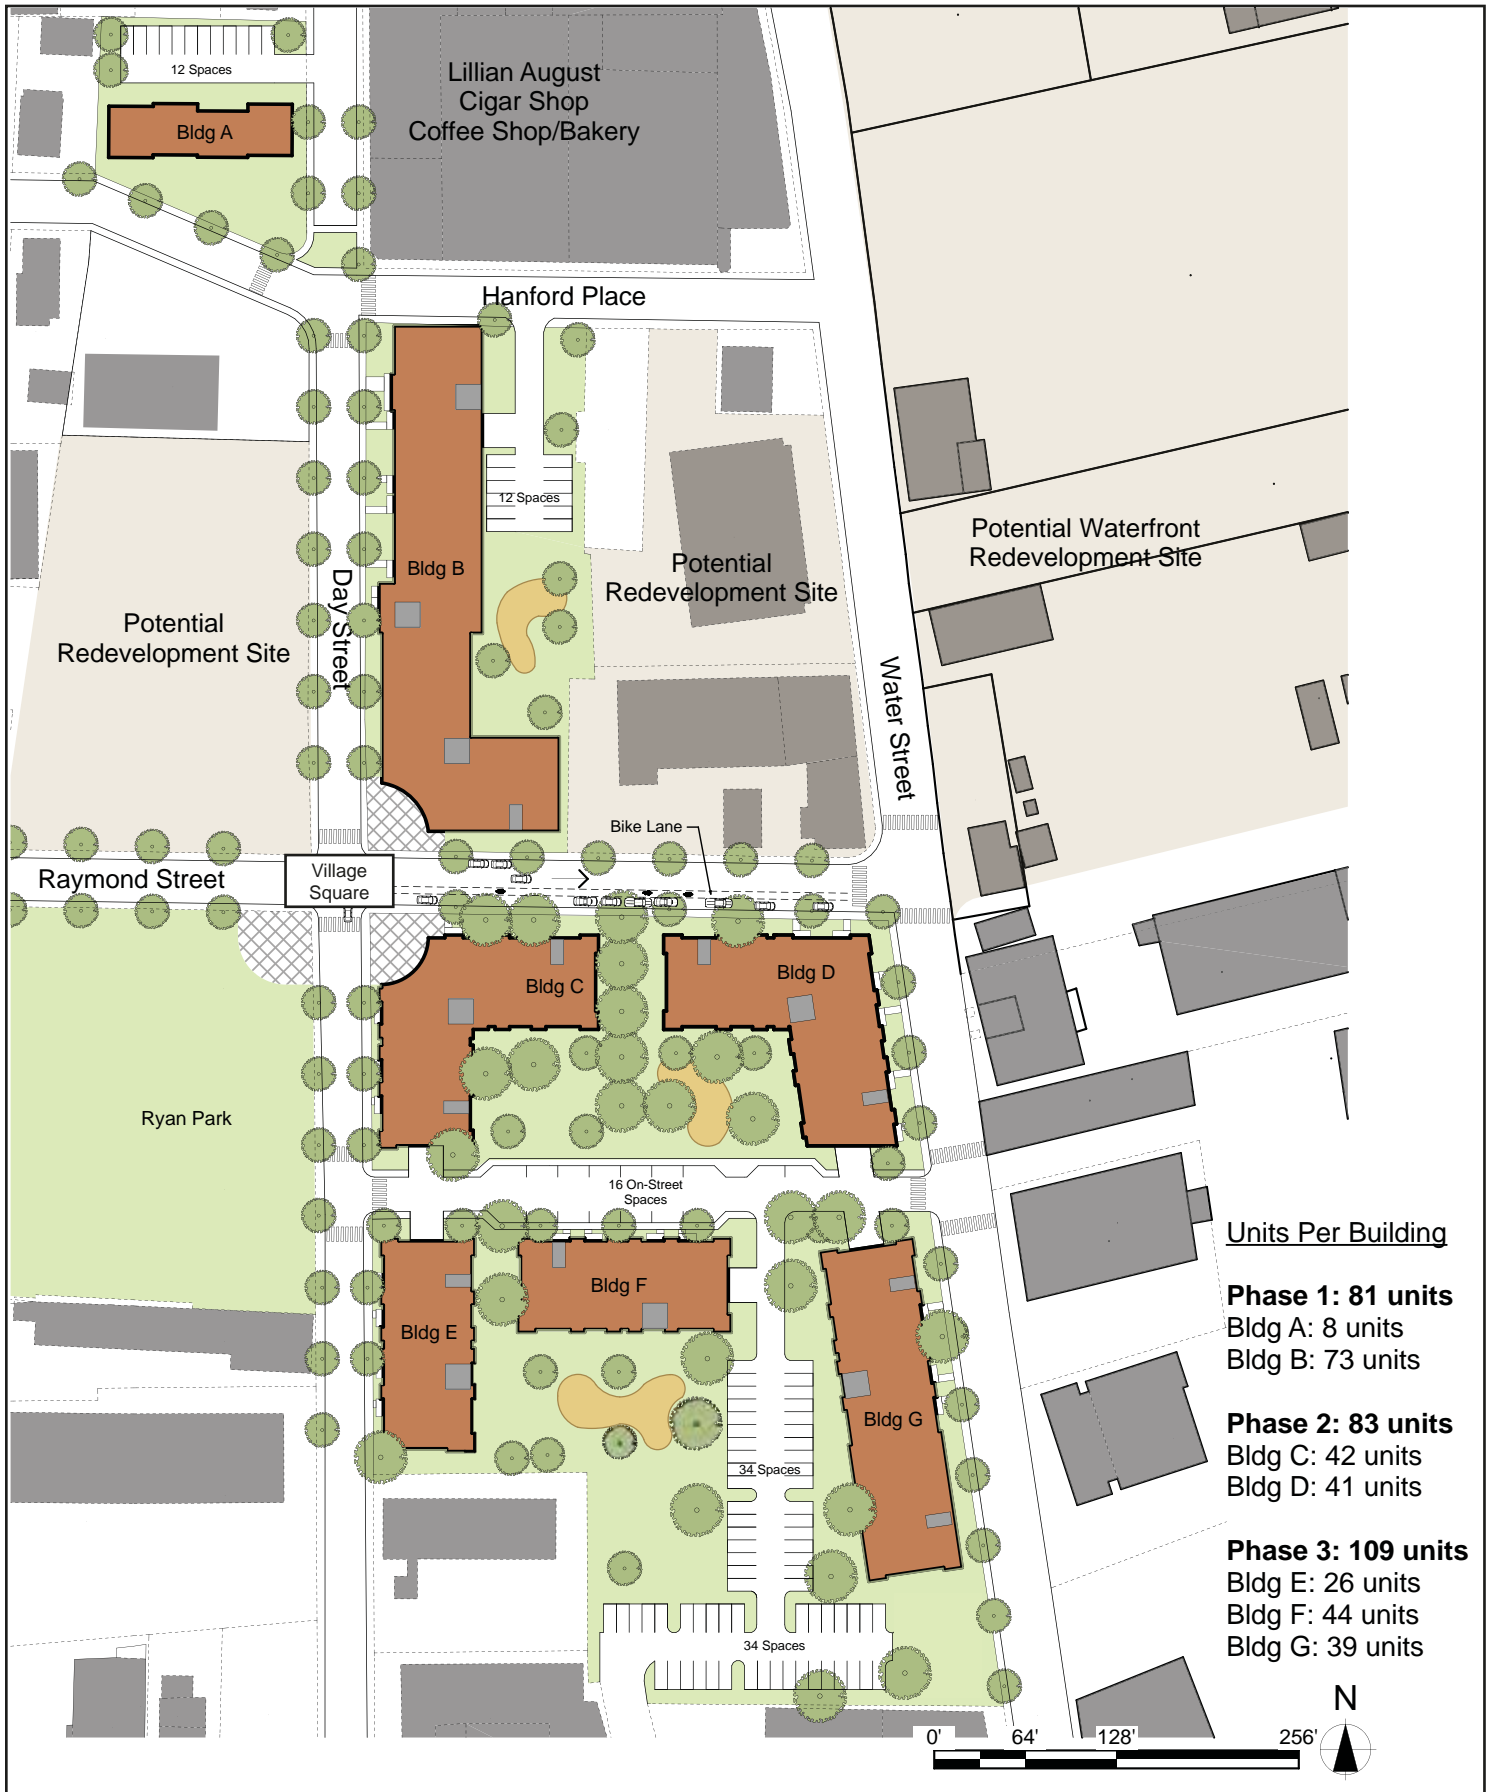 12 Spaces
Bldg A
Lillian August
Cigar Shop
Coffee Shop/Bakery
Hanford Place
12 Spaces
Bldg B
Day Street
Potential
Redevelopment Site
Potential
Redevelopment Site
Potential Waterfront
Redevelopment Site
Water Street
Bike Lane
Raymond Street
Village
Square
Bldg C
Bldg D
Ryan Park
16 On-Street
Spaces
Bldg E
Bldg F
Bldg G
34 Spaces
34 Spaces
Units Per Building
Phase 1: 81 units
Bldg A: 8 units
Bldg B: 73 units
Phase 2: 83 units
Bldg C: 42 units
Bldg D: 41 units
Phase 3: 109 units
Bldg E: 26 units
Bldg F: 44 units
Bldg G: 39 units
N
0' 64' 128' 256'